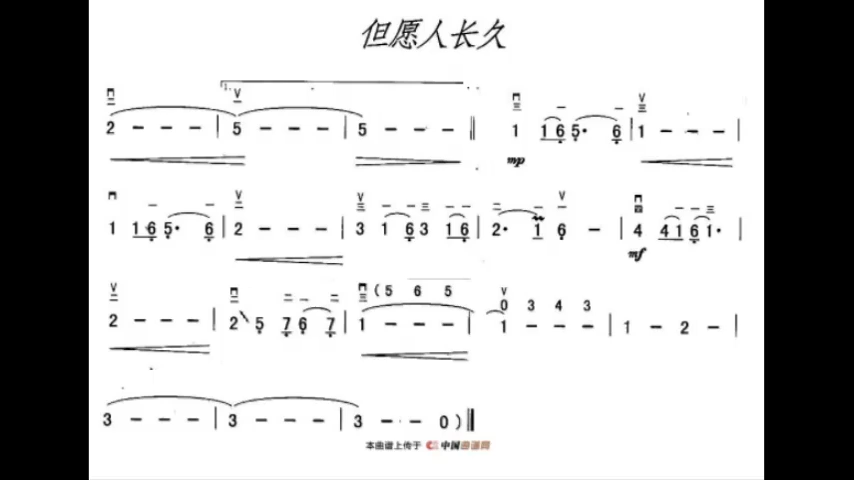 但愿人长久
2 - - - | 5 - - - | 5 - - - || 1 1 6 5· 6 | 1 - - - |
mp
1 1·6 5· 6 | 2 - - - | 3 1 6 3 1 6 | 2· 1 6 - | 4 4 1 6 1· |
mf
(5 6 5
0 3 4 3
2 - - - | 2 5 7 6 7 | 1 - - - | 1 - - - | 1 - 2 - |
3 - - - | 3 - - - | 3 - - 0 ) ||
本曲谱上传于 中国曲谱网